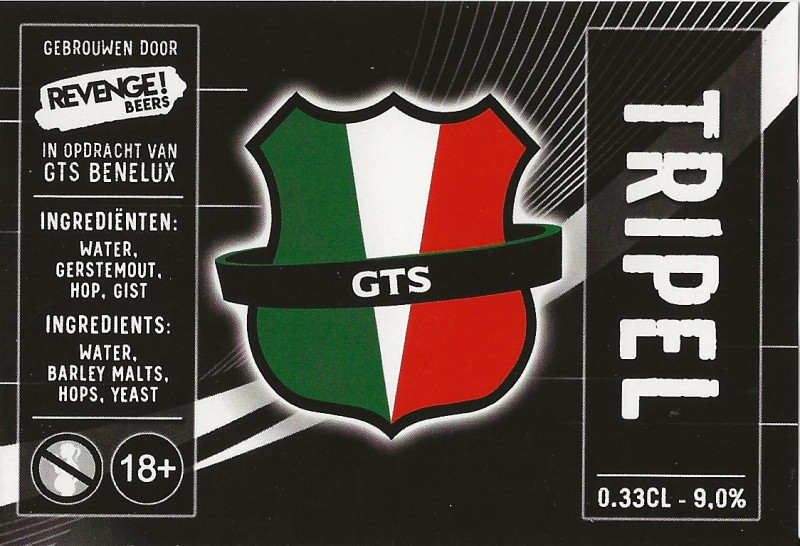 GEBROUWEN DOOR
REVENGE!
BEERS
IN OPDRACHT VAN
GTS BENELUX
INGREDIËNTEN:
WATER,
GERSTEMOUT,
HOP, GIST
INGREDIENTS:
WATER,
BARLEY MALTS,
HOPS, YEAST
18+
GTS
TRIPEL
0.33CL - 9,0%